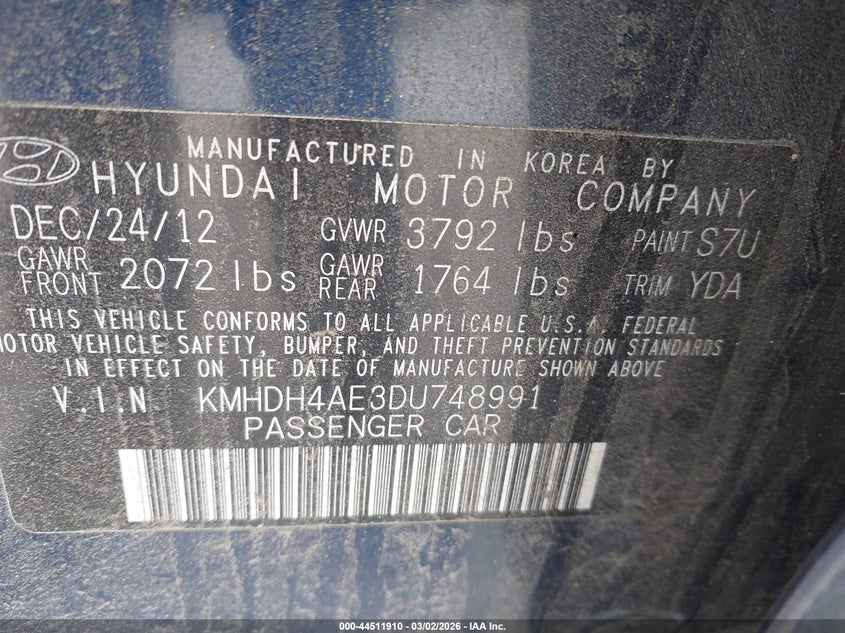 MANUFACTURED IN KOREA BY
HYUNDAI MOTOR COMPANY
DEC/24/12 GVWR 3792 lbs PAINT S7U
GAWR FRONT 2072 lbs GAWR REAR 1764 lbs TRIM YDA
THIS VEHICLE CONFORMS TO ALL APPLICABLE U.S.A. FEDERAL
MOTOR VEHICLE SAFETY, BUMPER, AND THEFT PREVENTION STANDARDS
IN EFFECT ON THE DATE OF MANUFACTURE SHOWN ABOVE
V.I.N KMHDH4AE3DU748991
PASSENGER CAR
000-44511910 - 03/02/2026 - IAA Inc.